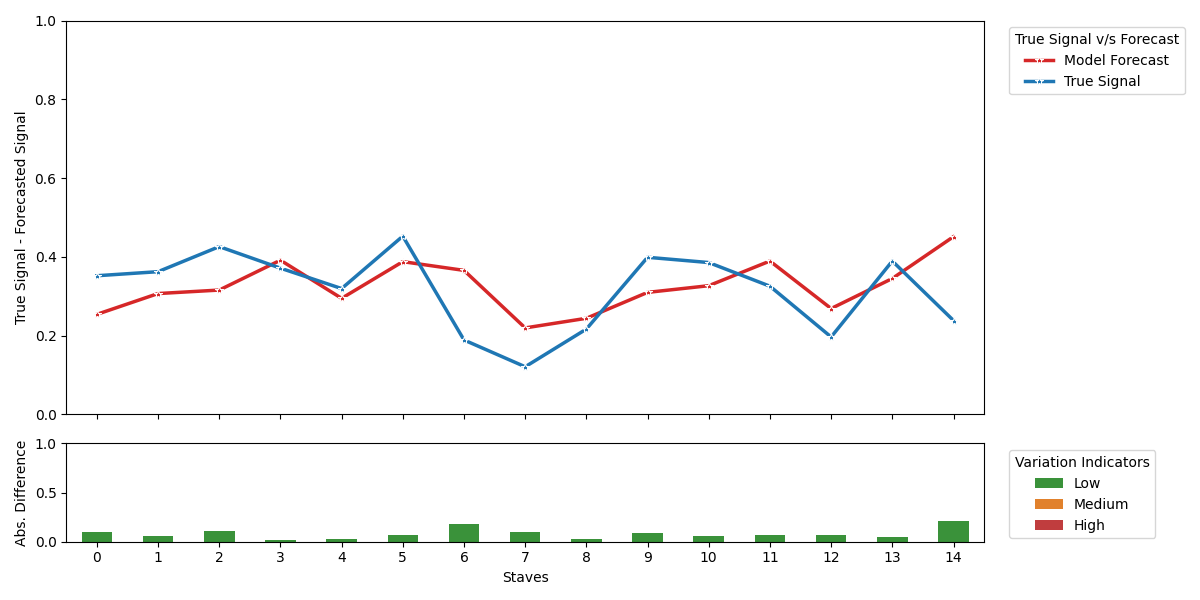 True Signal - Forecasted Signal
1.0
0.8
0.6
0.4
0.2
0.0
True Signal v/s Forecast
Model Forecast
True Signal
Abs. Difference
1.0
0.5
0.0
0 1 2 3 4 5 6 7 8 9 10 11 12 13 14
Staves
Variation Indicators
Low
Medium
High